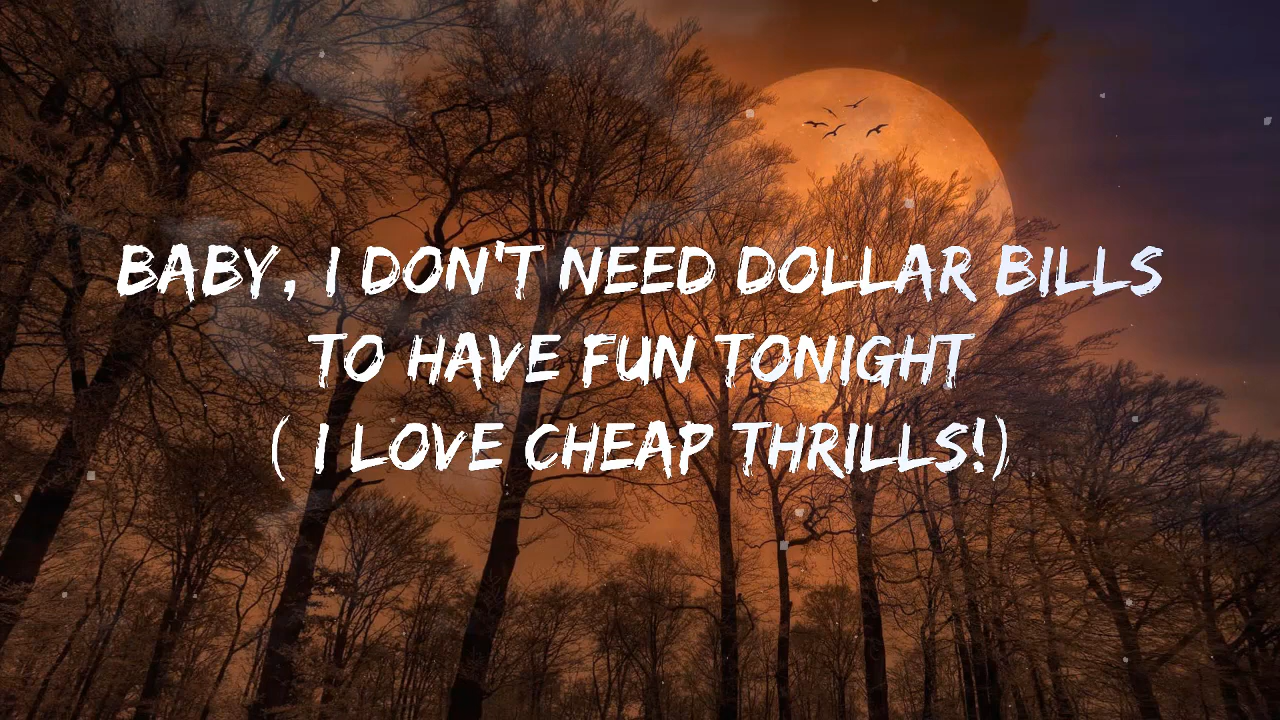 BABY, I DON'T NEED DOLLAR BILLS
TO HAVE FUN TONIGHT
( I LOVE CHEAP THRILLS!)